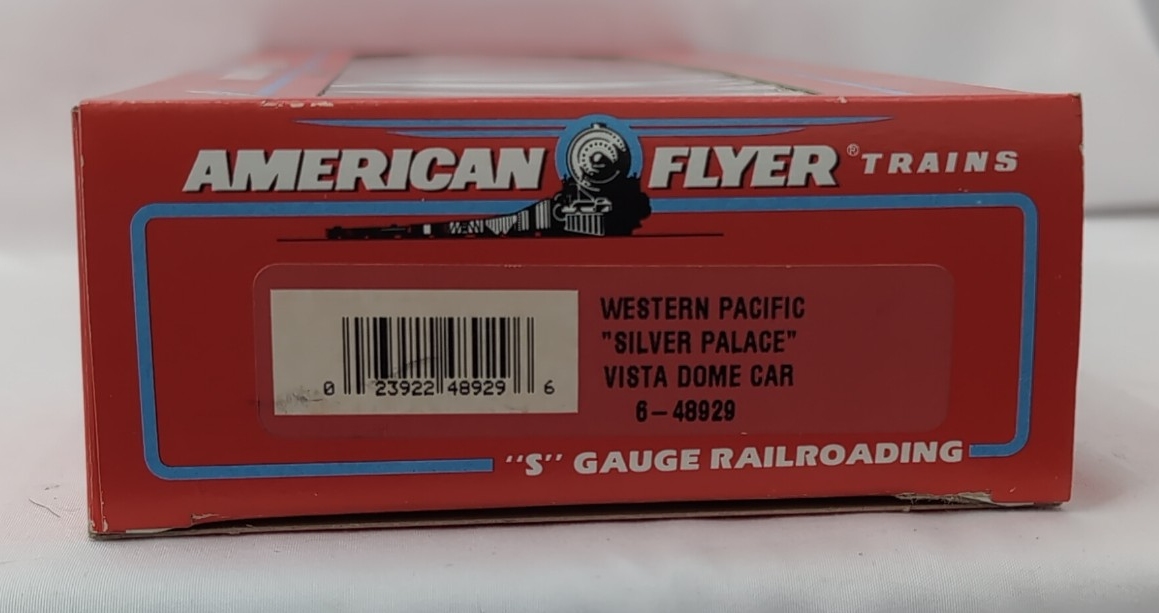 AMERICAN FLYER® TRAINS
WESTERN PACIFIC
"SILVER PALACE"
VISTA DOME CAR
6-48929
0 23922 48929 6
"S" GAUGE RAILROADING